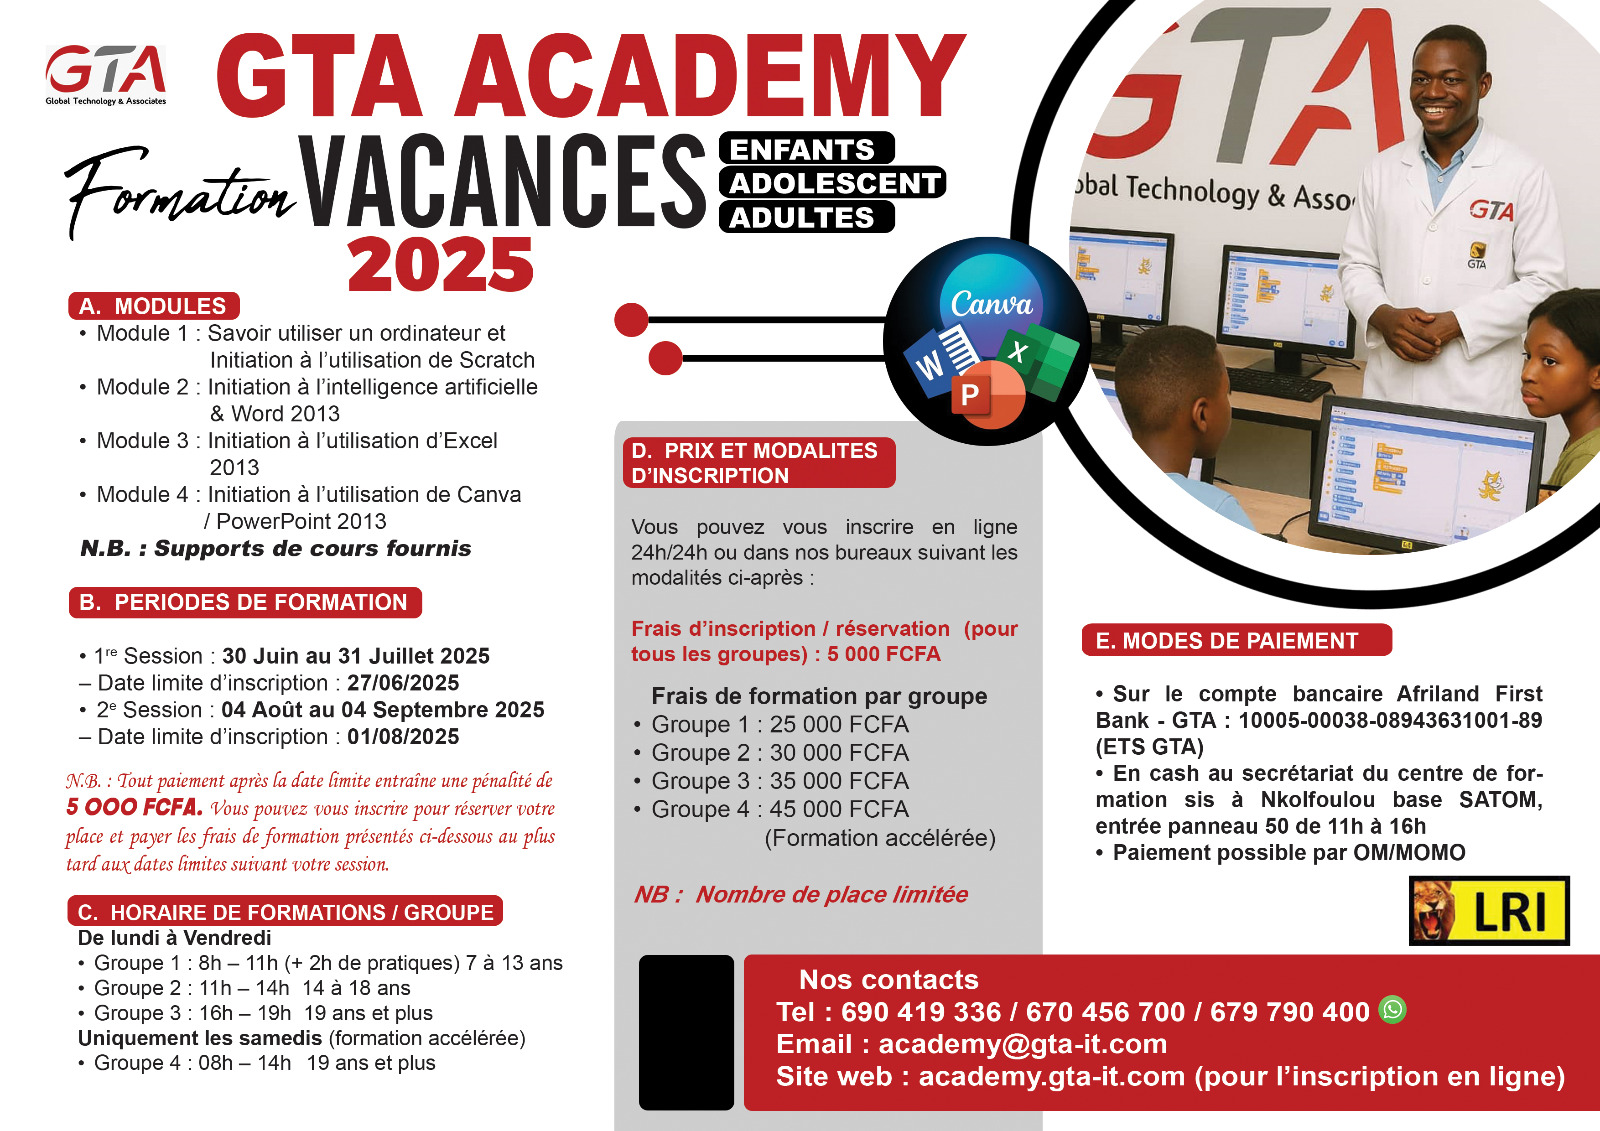 GTA
Global Technology & Associates
GTA ACADEMY
Formation VACANCES
2025
ENFANTS
ADOLESCENT
ADULTES
A. MODULES
• Module 1 : Savoir utiliser un ordinateur et
Initiation à l’utilisation de Scratch
• Module 2 : Initiation à l’intelligence artificielle
& Word 2013
• Module 3 : Initiation à l’utilisation d’Excel
2013
• Module 4 : Initiation à l’utilisation de Canva
/ PowerPoint 2013
N.B. : Supports de cours fournis
B. PERIODES DE FORMATION
• 1re Session : 30 Juin au 31 Juillet 2025
– Date limite d’inscription : 27/06/2025
• 2e Session : 04 Août au 04 Septembre 2025
– Date limite d’inscription : 01/08/2025
N.B. : Tout paiement après la date limite entraîne une pénalité de
5 000 FCFA. Vous pouvez vous inscrire pour réserver votre
place et payer les frais de formation présentés ci-dessous au plus
tard aux dates limites suivant votre session.
C. HORAIRE DE FORMATIONS / GROUPE
De lundi à Vendredi
• Groupe 1 : 8h – 11h (+ 2h de pratiques) 7 à 13 ans
• Groupe 2 : 11h – 14h 14 à 18 ans
• Groupe 3 : 16h – 19h 19 ans et plus
Uniquement les samedis (formation accélérée)
• Groupe 4 : 08h – 14h 19 ans et plus
Canva
W
X
P
D. PRIX ET MODALITES
D’INSCRIPTION
Vous pouvez vous inscrire en ligne
24h/24h ou dans nos bureaux suivant les
modalités ci-après :
Frais d’inscription / réservation (pour
tous les groupes) : 5 000 FCFA
Frais de formation par groupe
• Groupe 1 : 25 000 FCFA
• Groupe 2 : 30 000 FCFA
• Groupe 3 : 35 000 FCFA
• Groupe 4 : 45 000 FCFA
(Formation accélérée)
NB : Nombre de place limitée
GTA
obal Technology & Asso
GTA
GTA
E. MODES DE PAIEMENT
• Sur le compte bancaire Afriland First
Bank - GTA : 10005-00038-08943631001-89
(ETS GTA)
• En cash au secrétariat du centre de for-
mation sis à Nkolfoulou base SATOM,
entrée panneau 50 de 11h à 16h
• Paiement possible par OM/MOMO
LRI
Nos contacts
Tel : 690 419 336 / 670 456 700 / 679 790 400
Email : academy@gta-it.com
Site web : academy.gta-it.com (pour l’inscription en ligne)